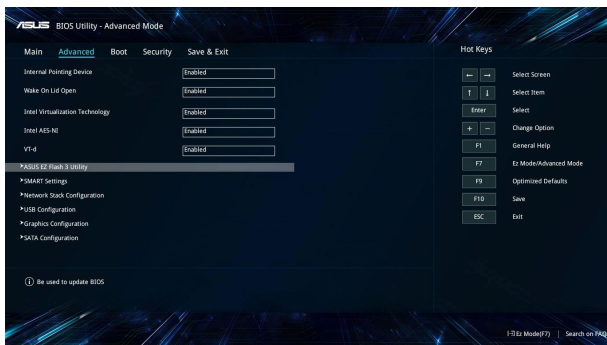 ASUS BIOS Utility - Advanced Mode
Main Advanced Boot Security Save & Exit
Hot Keys
Internal Pointing Device Enabled
Wake On Lid Open Enabled
Intel Virtualization Technology Enabled
Intel AES-NI Enabled
VT-d Enabled
ASUS EZ Flash 3 Utility
SMART Settings
Network Stack Configuration
USB Configuration
Graphics Configuration
SATA Configuration
← → Select Screen
↑ ↓ Select Item
Enter Select
+ - Change Option
F1 General Help
F7 Ez Mode/Advanced Mode
F9 Optimized Defaults
F10 Save
ESC Exit
Be used to update BIOS
Ez Mode(F7) | Search on FAQ